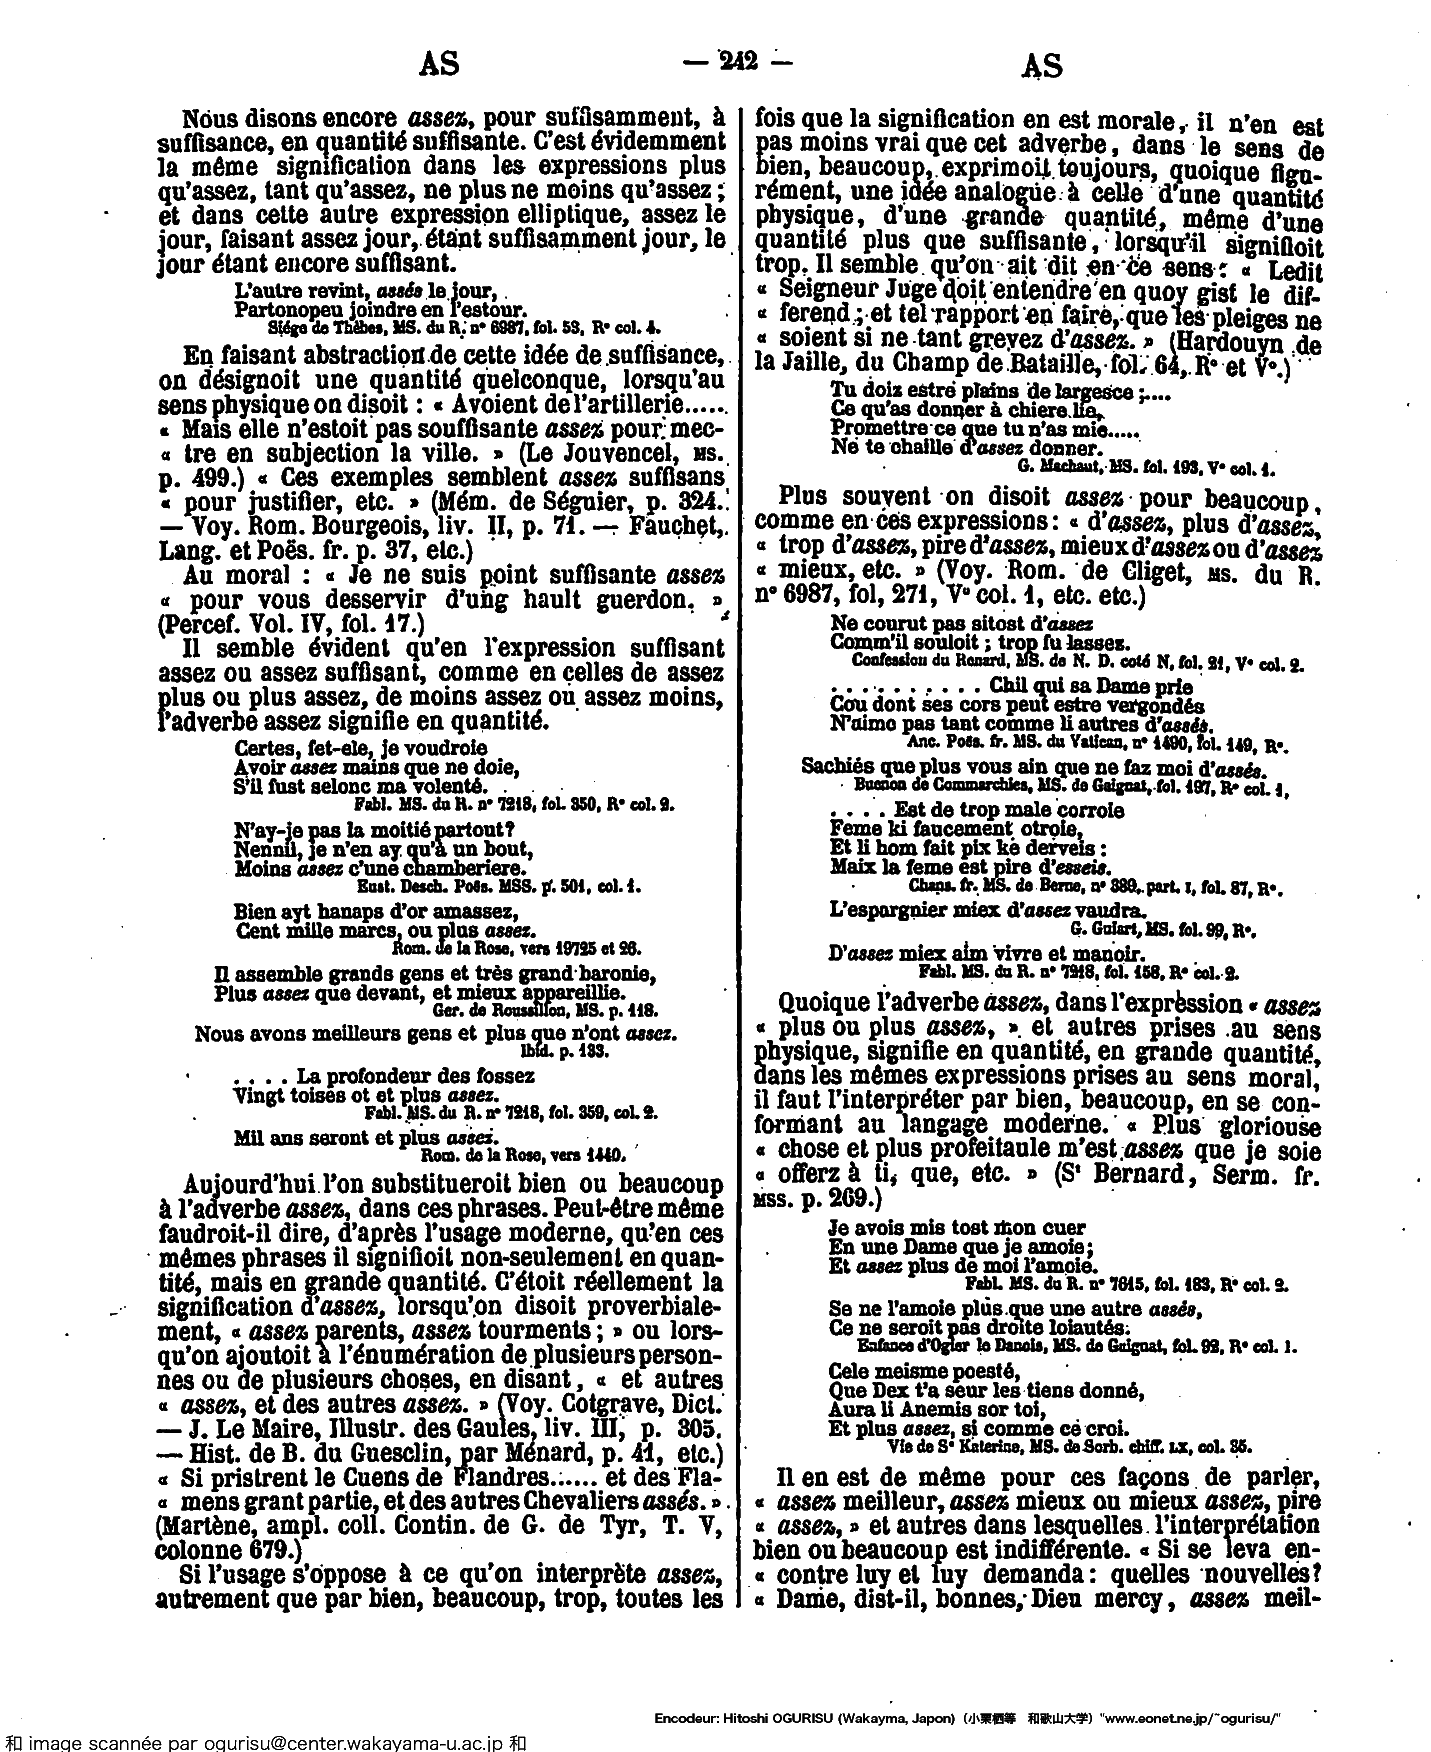 AS
— 242 —
AS
Nous disons encore assez, pour suffisamment, à
suffisance, en quantité suffisante. C'est évidemment
la même signification dans les expressions plus
qu'assez, tant qu'assez, ne plus ne moins qu'assez ;
et dans cette autre expression elliptique, assez le
jour, faisant assez jour, étant suffisamment jour, le
jour étant encore suffisant.
L'autre revint, assés le jour,
Partonopeu joindre en l'estour.
Siége de Thèbes, MS. du R. n° 6987, fol. 53, R° col. 4.
En faisant abstraction de cette idée de suffisance,
on désignoit une quantité quelconque, lorsqu'au
sens physique on disoit : « Avoient de l'artillerie.....
« Mais elle n'estoit pas souffisante assez pour mec-
« tre en subjection la ville. » (Le Jouvencel, MS.
p. 499.) « Ces exemples semblent assez suffisans
« pour justifier, etc. » (Mém. de Séguier, p. 324.
— Voy. Rom. Bourgeois, liv. II, p. 71. — Fauchet,
Lang. et Poës. fr. p. 37, etc.)
Au moral : « Je ne suis point suffisante assez
« pour vous desservir d'ung hault guerdon. »
(Percef. Vol. IV, fol. 17.)
Il semble évident qu'en l'expression suffisant
assez ou assez suffisant, comme en celles de assez
plus ou plus assez, de moins assez ou assez moins,
l'adverbe assez signifie en quantité.
Certes, fet-ele, je voudroie
Avoir assez mains que ne doie,
S'il fust selonc ma volenté.
Fabl. MS. du R. n° 7218, fol. 350, R° col. 2.
N'ay-je pas la moitié partout?
Nennil, je n'en ay qu'à un bout,
Moins assez c'une chamberiere.
Eust. Desch. Poës. MSS. p. 501, col. 1.
Bien ayt hanaps d'or amassez,
Cent mille marcs, ou plus assez.
Rom. de la Rose, vers 19725 et 26.
Il assemble grands gens et très grand baronie,
Plus assez que devant, et mieux appareillie.
Ger. de Roussillon, MS. p. 118.
Nous avons meilleurs gens et plus que n'ont assez.
Ibid. p. 133.
. . . . La profondeur des fossez
Vingt toises ot et plus assez.
Fabl. MS. du R. n° 7218, fol. 359, col. 2.
Mil ans seront et plus assez.
Rom. de la Rose, vers 1440.
Aujourd'hui l'on substitueroit bien ou beaucoup
à l'adverbe assez, dans ces phrases. Peut-être même
faudroit-il dire, d'après l'usage moderne, qu'en ces
mêmes phrases il signifioit non-seulement en quan-
tité, mais en grande quantité. C'étoit réellement la
signification d'assez, lorsqu'on disoit proverbiale-
ment, « assez parents, assez tourments ; » ou lors-
qu'on ajoutoit à l'énumération de plusieurs person-
nes ou de plusieurs choses, en disant, « et autres
« assez, et des autres assez. » (Voy. Cotgrave, Dict.
— J. Le Maire, Illustr. des Gaules, liv. III, p. 305.
— Hist. de B. du Guesclin, par Ménard, p. 41, etc.)
« Si pristrent le Cuens de Flandres...... et des Fla-
« mens grant partie, et des autres Chevaliers assés. »
(Martène, ampl. coll. Contin. de G. de Tyr, T. V,
colonne 679.)
Si l'usage s'oppose à ce qu'on interprète assez,
autrement que par bien, beaucoup, trop, toutes les
fois que la signification en est morale, il n'en est
pas moins vrai que cet adverbe, dans le sens de
bien, beaucoup, exprimoit toujours, quoique figu-
rément, une idée analogue à celle d'une quantité
physique, d'une grande quantité, même d'une
quantité plus que suffisante, lorsqu'il signifioit
trop. Il semble qu'on ait dit en ce sens : « Ledit
« Seigneur Juge doit entendre en quoy gist le dif-
« ferend ; et tel rapport en faire, que les pleiges ne
« soient si ne tant grevez d'assez. » (Hardouyn de
la Jaille, du Champ de Bataille, fol. 64, R° et V°.)
Tu doiz estre plains de largesce ;....
Ce qu'as donner à chiere lie,
Promettre ce que tu n'as mie.....
Ne te chaille d'assez donner.
G. Machaut, MS. fol. 193, V° col. 1.
Plus souvent on disoit assez pour beaucoup,
comme en ces expressions : « d'assez, plus d'assez,
« trop d'assez, pire d'assez, mieux d'assez ou d'assez
« mieux, etc. » (Voy. Rom. de Cliget, MS. du R.
n° 6987, fol, 271, V° col. 1, etc. etc.)
Ne courut pas sitost d'assez
Comm'il souloit ; trop fu lassez.
Confession du Renard, MS. de N. D. coté N, fol. 21, V° col. 2.
. . . . . . . . . . Chil qui sa Dame prie
Cou dont ses cors peut estre vergondés
N'aimo pas tant comme li autres d'assés.
Anc. Poës. fr. MS. du Vatican, n° 1490, fol. 149, R°.
Sachiés que plus vous ain que ne faz moi d'assés.
Buenon de Commarchies, MS. de Gaignat, fol. 197, R° col. 1,
. . . . Est de trop male corroie
Feme ki faucement otroie,
Et li hom fait pix ke derveis :
Maix la feme est pire d'esseis.
Chans. fr. MS. de Berne, n° 389, part. I, fol. 87, R°.
L'espargnier miex d'assez vaudra.
G. Guiart, MS. fol. 99, R°.
D'assez miex aim vivre et manoir.
Fabl. MS. du R. n° 7218, fol. 158, R° col. 2.
Quoique l'adverbe assez, dans l'expression « assez
« plus ou plus assez, » et autres prises au sens
physique, signifie en quantité, en grande quantité,
dans les mêmes expressions prises au sens moral,
il faut l'interpréter par bien, beaucoup, en se con-
formant au langage moderne. « Plus gloriouse
« chose et plus profeitaule m'est assez que je soie
« offerz à ti, que, etc. » (St Bernard, Serm. fr.
MSS. p. 269.)
Je avois mis tost mon cuer
En une Dame que je amoie;
Et assez plus de moi l'amoie.
Fabl. MS. du R. n° 7615, fol. 183, R° col. 2.
Se ne l'amoie plus que une autre assés,
Ce ne seroit pas droite loiautés.
Enfance d'Ogier le Danois, MS. de Gaignat, fol. 92, R° col. 1.
Cele meisme poesté,
Que Dex t'a seur les tiens donné,
Aura li Anemis sor toi,
Et plus assez, si comme ce croi.
Vie de Se Katerine, MS. de Sorb. chiff. LX, col. 35.
Il en est de même pour ces façons de parler,
« assez meilleur, assez mieux ou mieux assez, pire
« assez, » et autres dans lesquelles l'interprétation
bien ou beaucoup est indifférente. « Si se leva en-
« contre luy et luy demanda : quelles nouvelles?
« Dame, dist-il, bonnes, Dieu mercy, assez meil-
Encodeur: Hitoshi OGURISU (Wakayma, Japon)（小栗栖等　和歌山大学）"www.eonet.ne.jp/~ogurisu/"
和 image scannée par ogurisu@center.wakayama-u.ac.jp 和